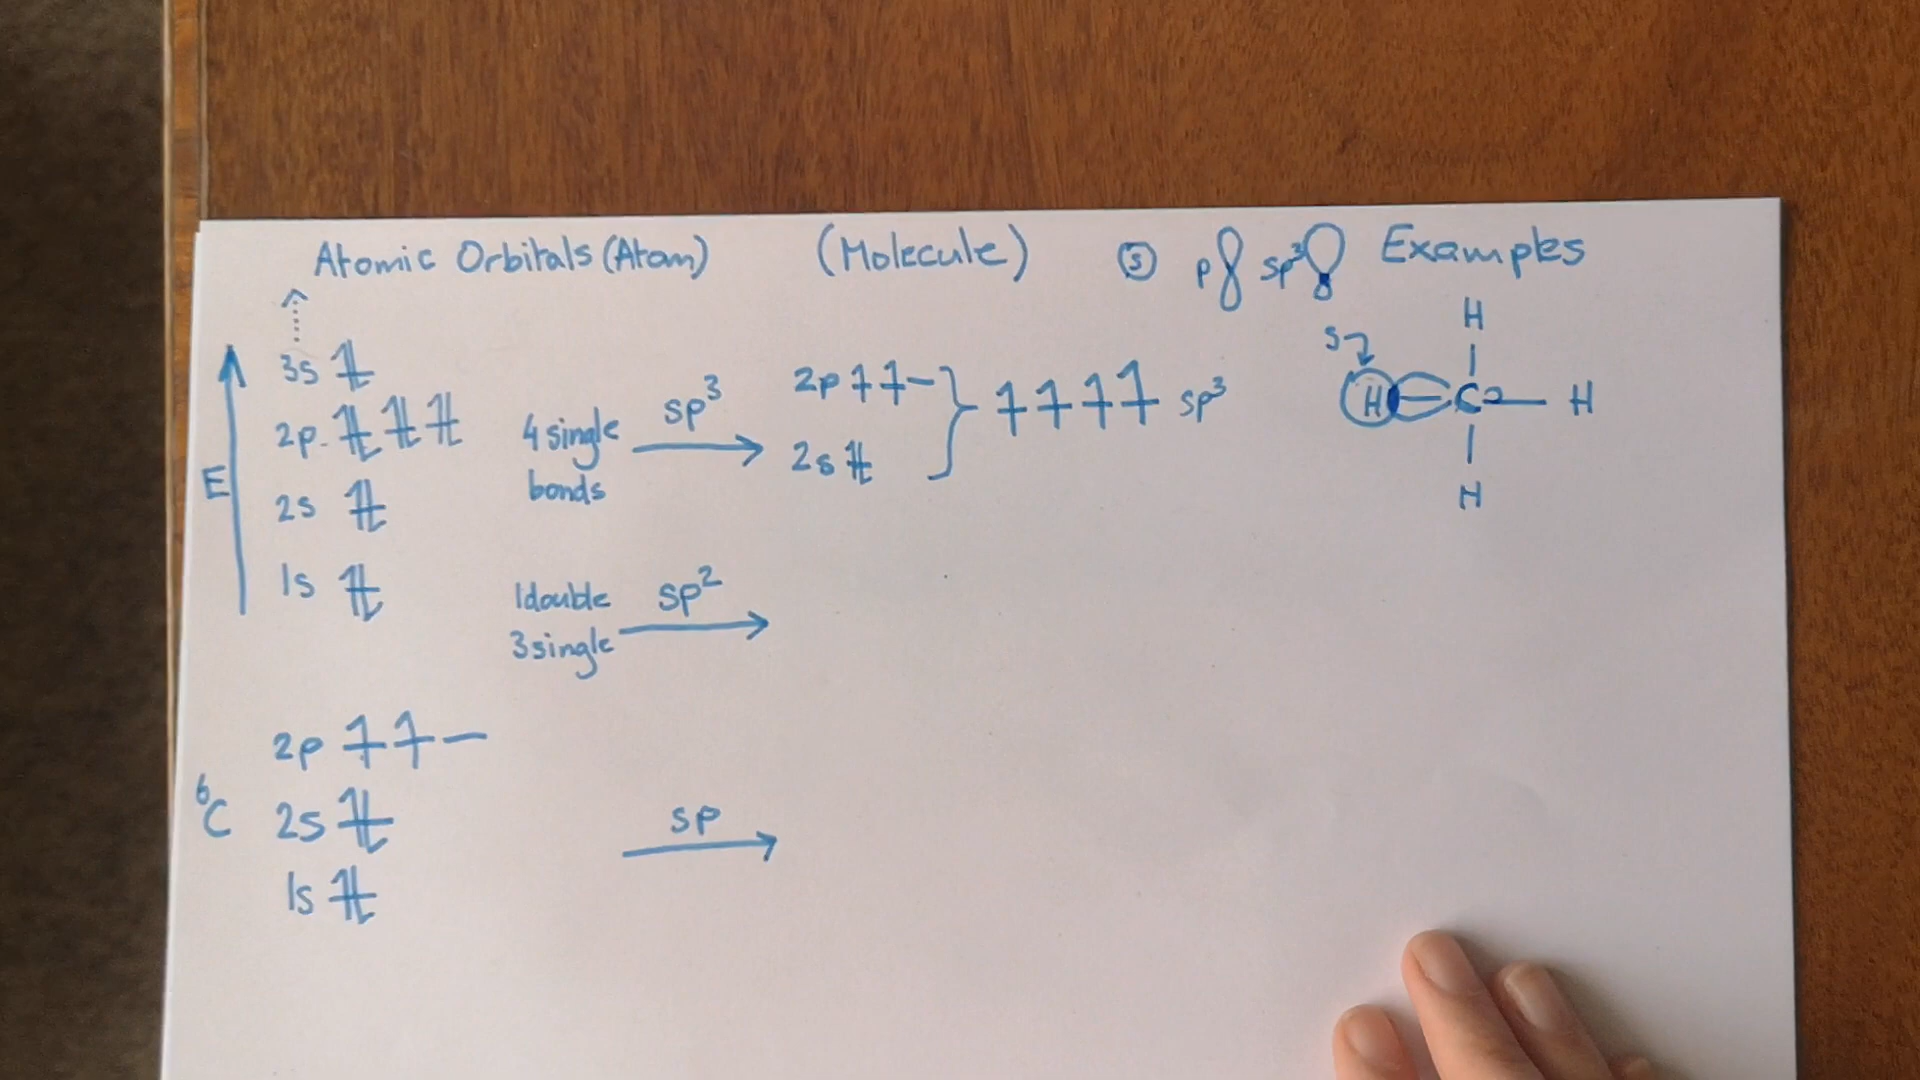 Atomic Orbitals (Atom) (Molecule) s p sp³ Examples
3s ⥮
2p ⥮ ⥮ ⥮
2s ⥮
1s ⥮
E
4 single
bonds
sp³
2p ↿ ↿ –
2s ⥮
} ↿ ↿ ↿ ↿ sp³
H
s
H C H
H
1double
3single
sp²
2p ↿ ↿ –
⁶C 2s ⥮
1s ⥮
sp